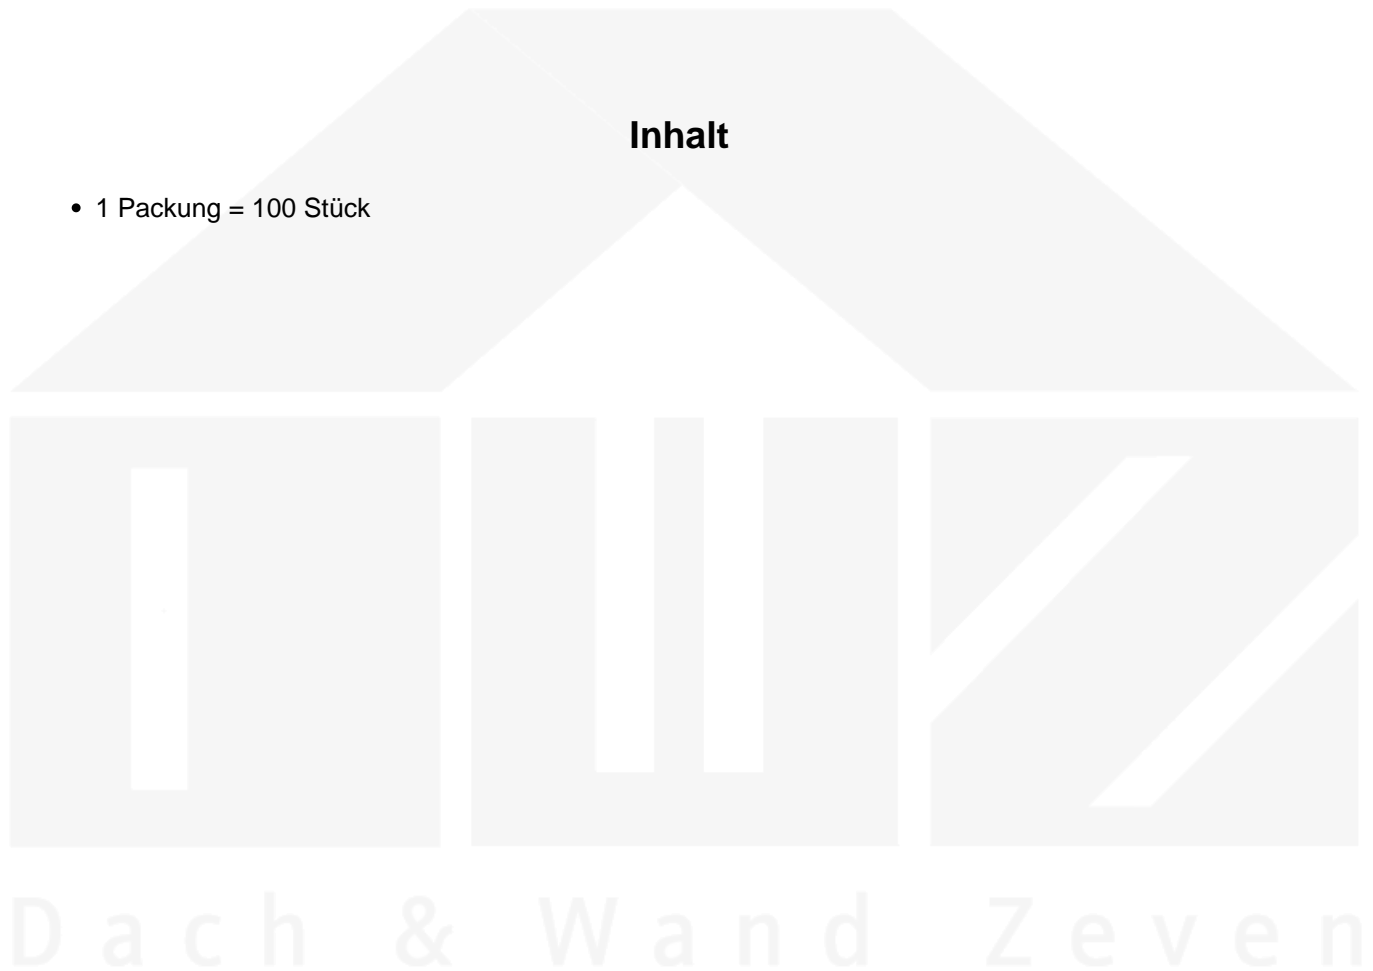 Inhalt
• 1 Packung = 100 Stück
Dach & Wand Zeven